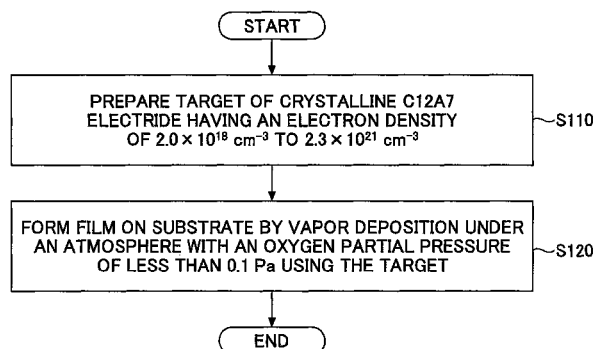 START
PREPARE TARGET OF CRYSTALLINE C12A7
ELECTRIDE HAVING AN ELECTRON DENSITY
OF 2.0 × 10¹⁸ cm⁻³ TO 2.3 × 10²¹ cm⁻³
S110
FORM FILM ON SUBSTRATE BY VAPOR DEPOSITION UNDER
AN ATMOSPHERE WITH AN OXYGEN PARTIAL PRESSURE
OF LESS THAN 0.1 Pa USING THE TARGET
S120
END